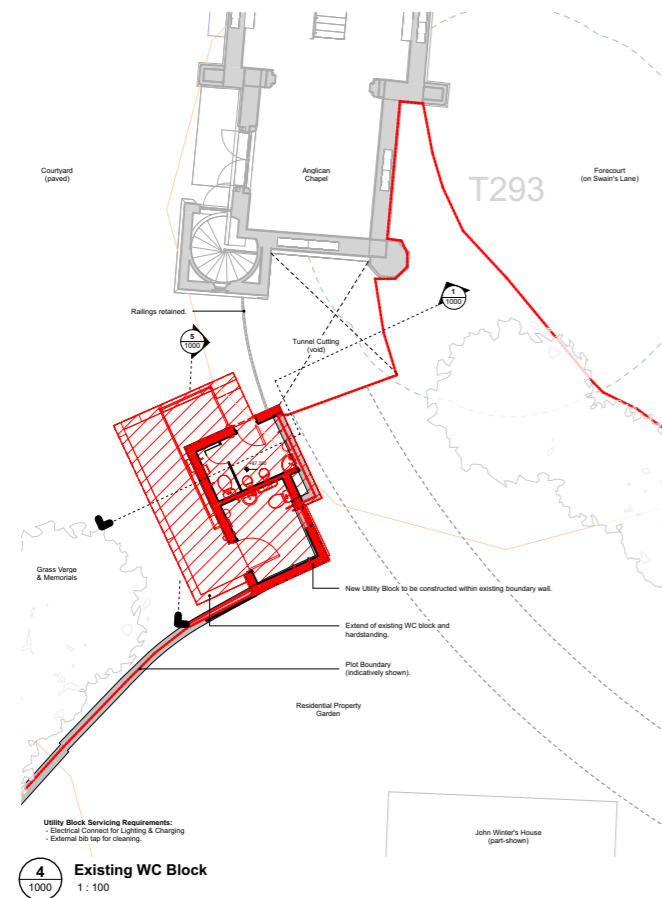 Courtyard
(paved)
Anglican
Chapel
T293
Forecourt
(on Swain's Lane)
1
1000
Railings retained.
5
1000
Tunnel Cutting
(void)
Grass Verge
& Memorials
New Utility Block to be constructed within existing boundary wall.
Extend of existing WC block and
hardstanding.
Plot Boundary
(indicatively shown).
Residential Property
Garden
Utility Block Servicing Requirements:
- Electrical Connect for Lighting & Charging
- External bib tap for cleaning.
John Winter's House
(part-shown)
4
1000
Existing WC Block
1 : 100